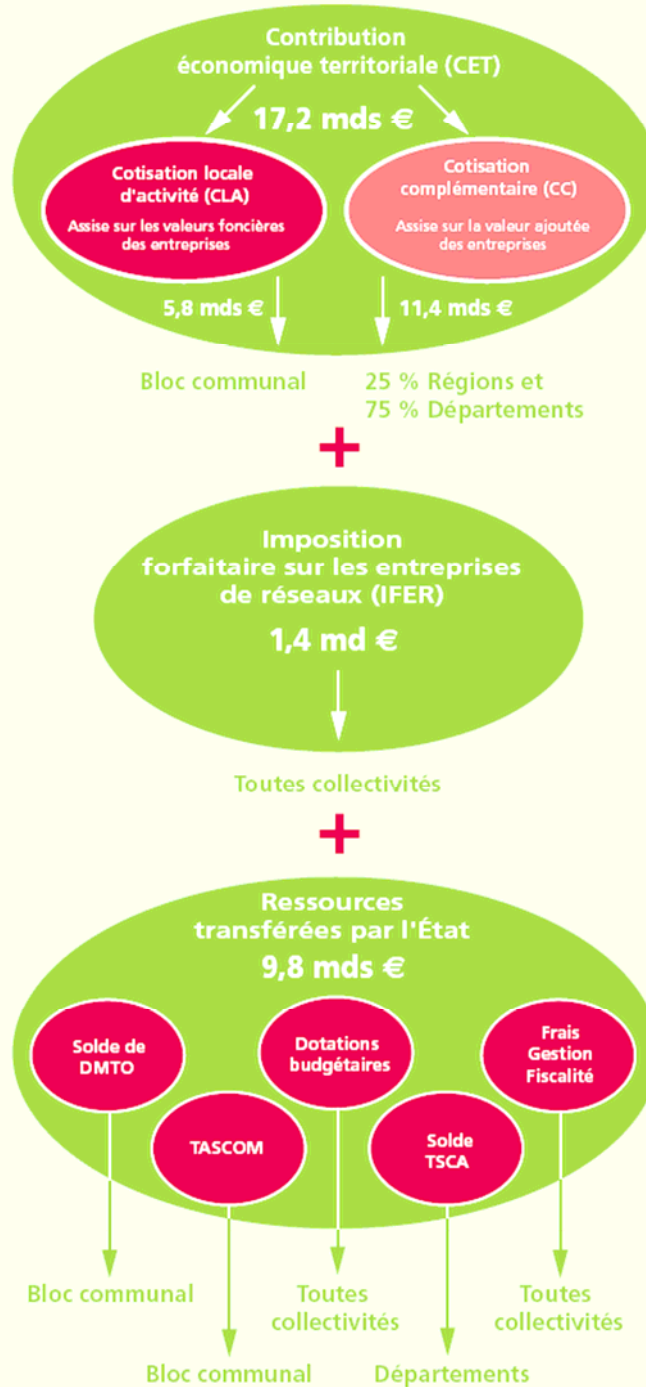 Contribution
économique territoriale (CET)
17,2 mds €
Cotisation locale
d'activité (CLA)
Assise sur les valeurs foncières
des entreprises
Cotisation
complémentaire (CC)
Assise sur la valeur ajoutée
des entreprises
5,8 mds €
11,4 mds €
Bloc communal
25 % Régions et
75 % Départements
+
Imposition
forfaitaire sur les entreprises
de réseaux (IFER)
1,4 md €
Toutes collectivités
+
Ressources
transférées par l'État
9,8 mds €
Solde de
DMTO
Dotations
budgétaires
Frais
Gestion
Fiscalité
TASCOM
Solde
TSCA
Bloc communal
Toutes
collectivités
Toutes
collectivités
Bloc communal
Départements